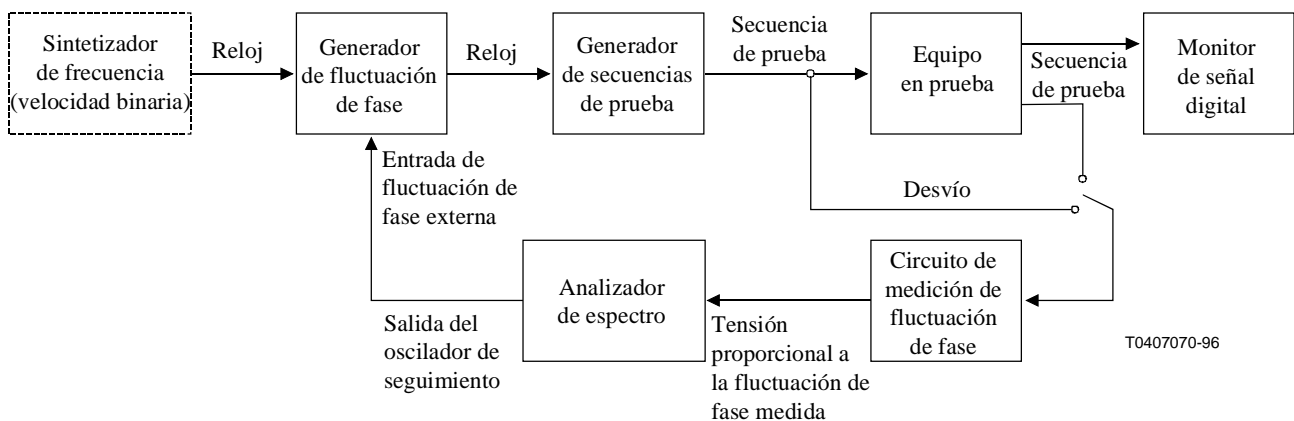 Sintetizador
de frecuencia
(velocidad binaria)
Reloj
Generador
de fluctuación
de fase
Reloj
Generador
de secuencias
de prueba
Secuencia
de prueba
Equipo
en prueba
Secuencia
de prueba
Monitor
de señal
digital
Entrada de
fluctuación de
fase externa
Desvío
Analizador
de espectro
Circuito de
medición de
fluctuación
de fase
Salida del
oscilador de
seguimiento
Tensión
proporcional a
la fluctuación de
fase medida
T0407070-96